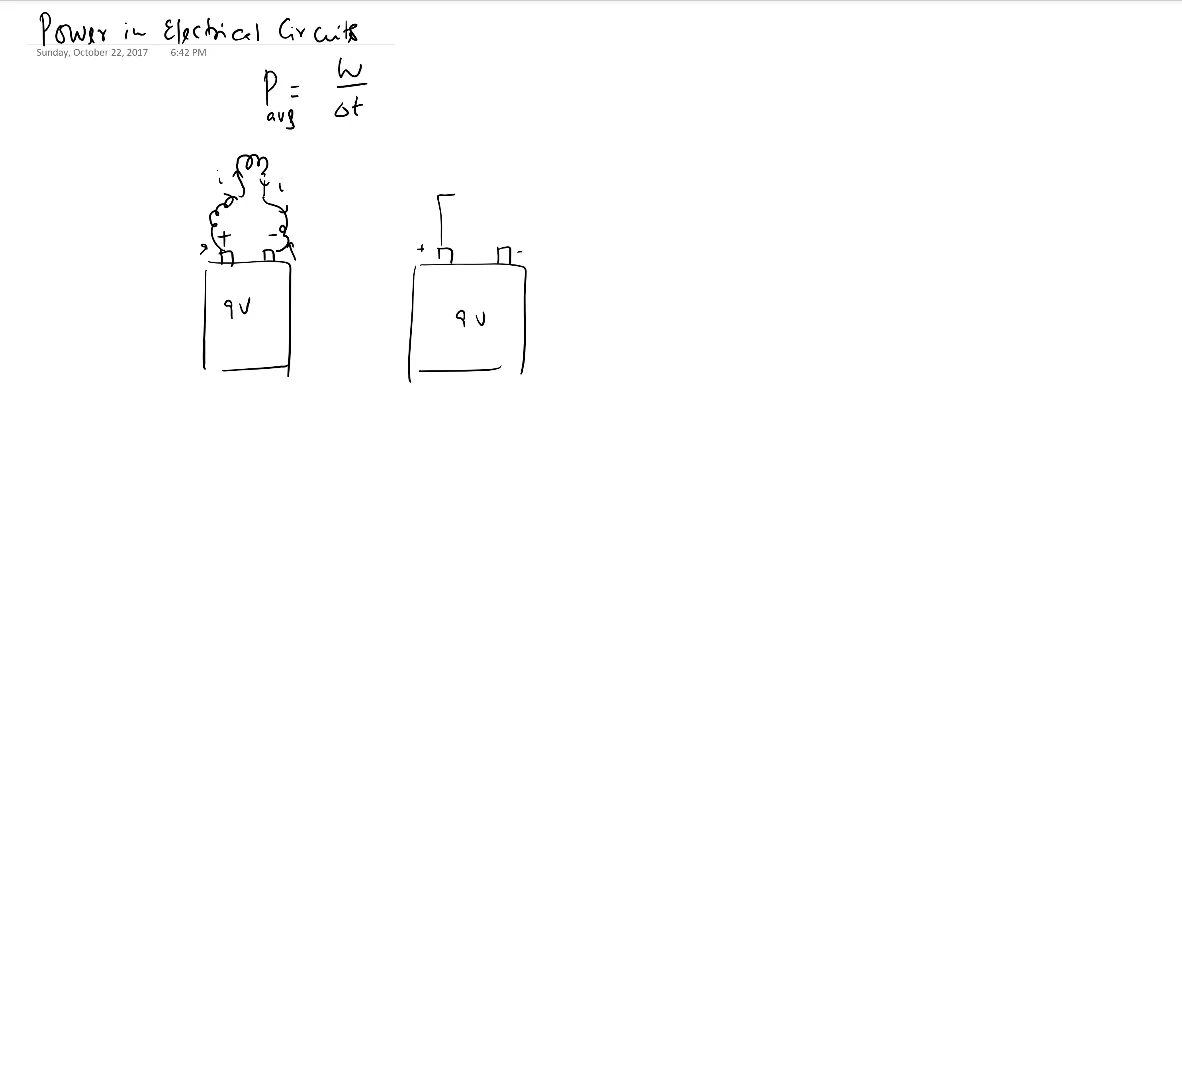 Power in Electrical Circuits
Sunday, October 22, 2017 6:42 PM
P avg = W / Δt
i i
+ -
+ -
9V
9V